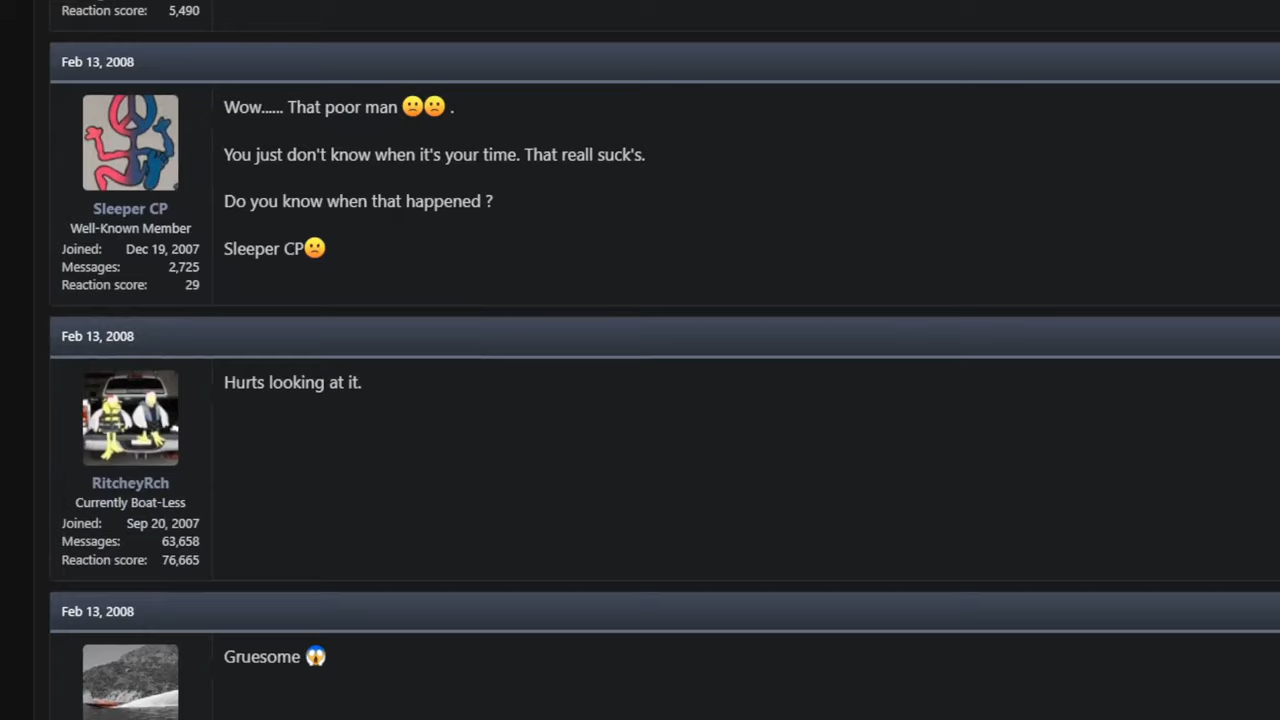 Reaction score: 5,490
Feb 13, 2008
Wow...... That poor man 🙁🙁 .
You just don't know when it's your time. That reall suck's.
Do you know when that happened ?
Sleeper CP🙁
Sleeper CP
Well-Known Member
Joined: Dec 19, 2007
Messages: 2,725
Reaction score: 29
Feb 13, 2008
Hurts looking at it.
RitcheyRch
Currently Boat-Less
Joined: Sep 20, 2007
Messages: 63,658
Reaction score: 76,665
Feb 13, 2008
Gruesome 😱